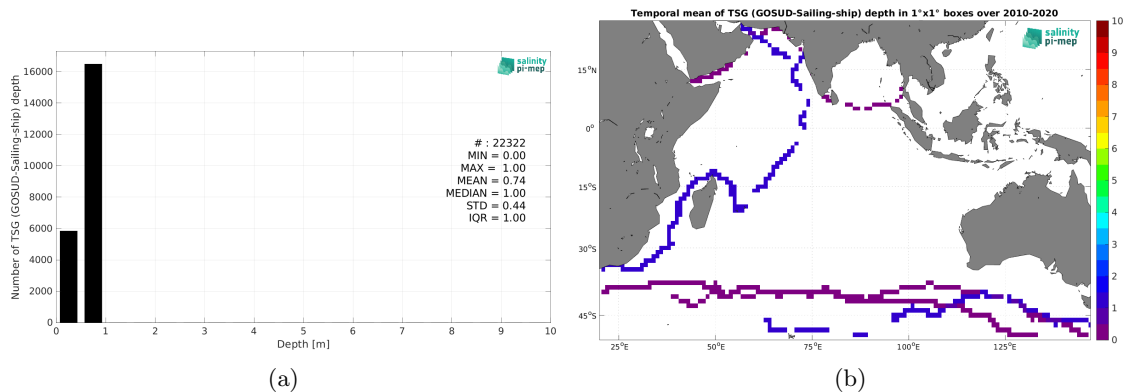 salinity
pi-mep
16000
14000
12000
10000
8000
6000
4000
2000
0
Number of TSG (GOSUD-Sailing-ship) depth
# : 22322
MIN = 0.00
MAX =  1.00
MEAN = 0.74
MEDIAN = 1.00
STD = 0.44
IQR = 1.00
0 1 2 3 4 5 6 7 8 9 10
Depth [m]
(a)
Temporal mean of TSG (GOSUD-Sailing-ship) depth in 1°x1° boxes over 2010-2020
salinity
pi-mep
15°N
0°
15°S
30°S
45°S
25°E 50°E 75°E 100°E 125°E
10
9
8
7
6
5
4
3
2
1
0
(b)